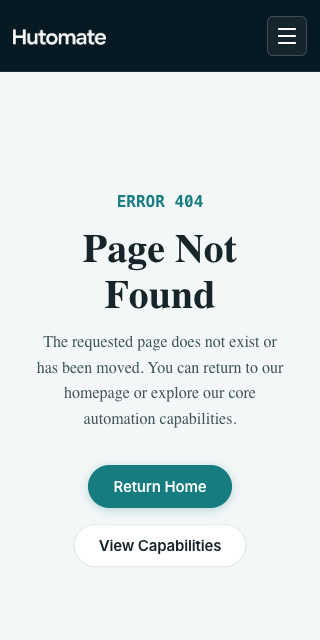 Hutomate
ERROR 404
Page Not
Found
The requested page does not exist or
has been moved. You can return to our
homepage or explore our core
automation capabilities.
Return Home
View Capabilities